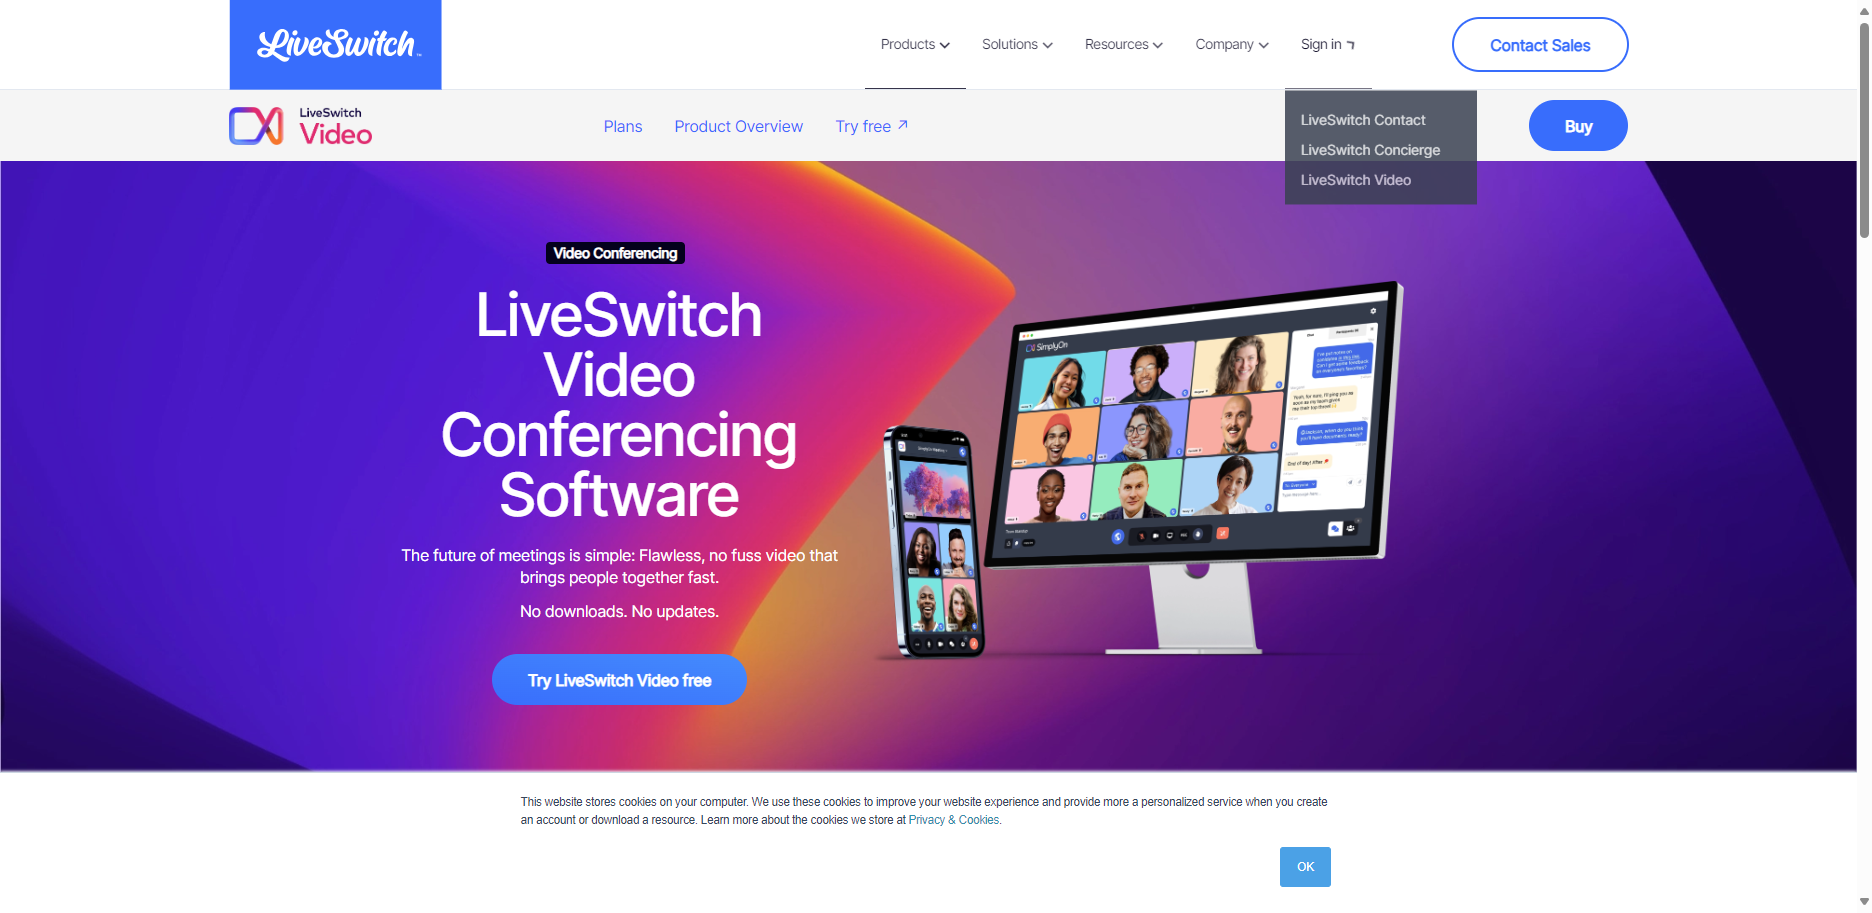 LiveSwitch™
Products
Solutions
Resources
Company
Sign in
Contact Sales
LiveSwitch
Video
Plans
Product Overview
Try free
LiveSwitch Contact
LiveSwitch Concierge
LiveSwitch Video
Buy
Video Conferencing
LiveSwitch
Video
Conferencing
Software
The future of meetings is simple: Flawless, no fuss video that
brings people together fast.
No downloads. No updates.
Try LiveSwitch Video free
SimplyOn
This website stores cookies on your computer. We use these cookies to improve your website experience and provide more a personalized service when you create
an account or download a resource. Learn more about the cookies we store at Privacy & Cookies.
OK